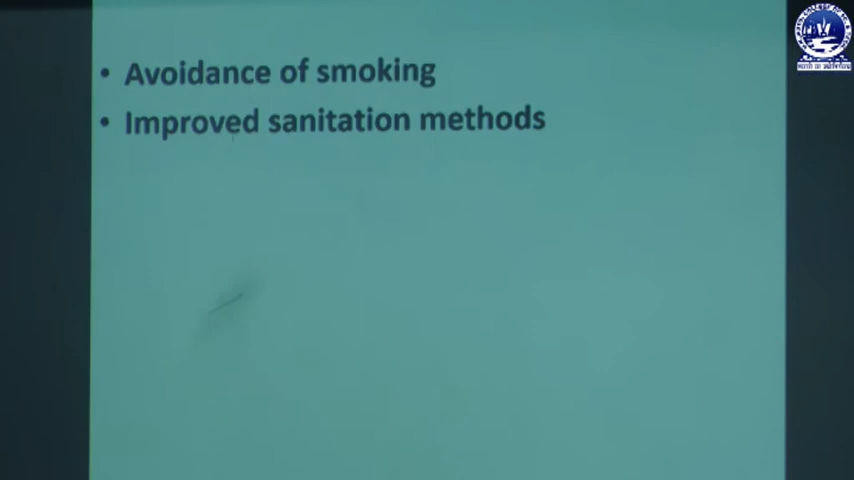 • Avoidance of smoking
• Improved sanitation methods